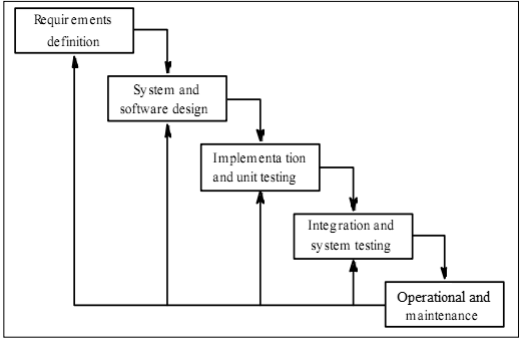 Requirements
definition
System and
software design
Implementation
and unit testing
Integration and
system testing
Operational and
maintenance